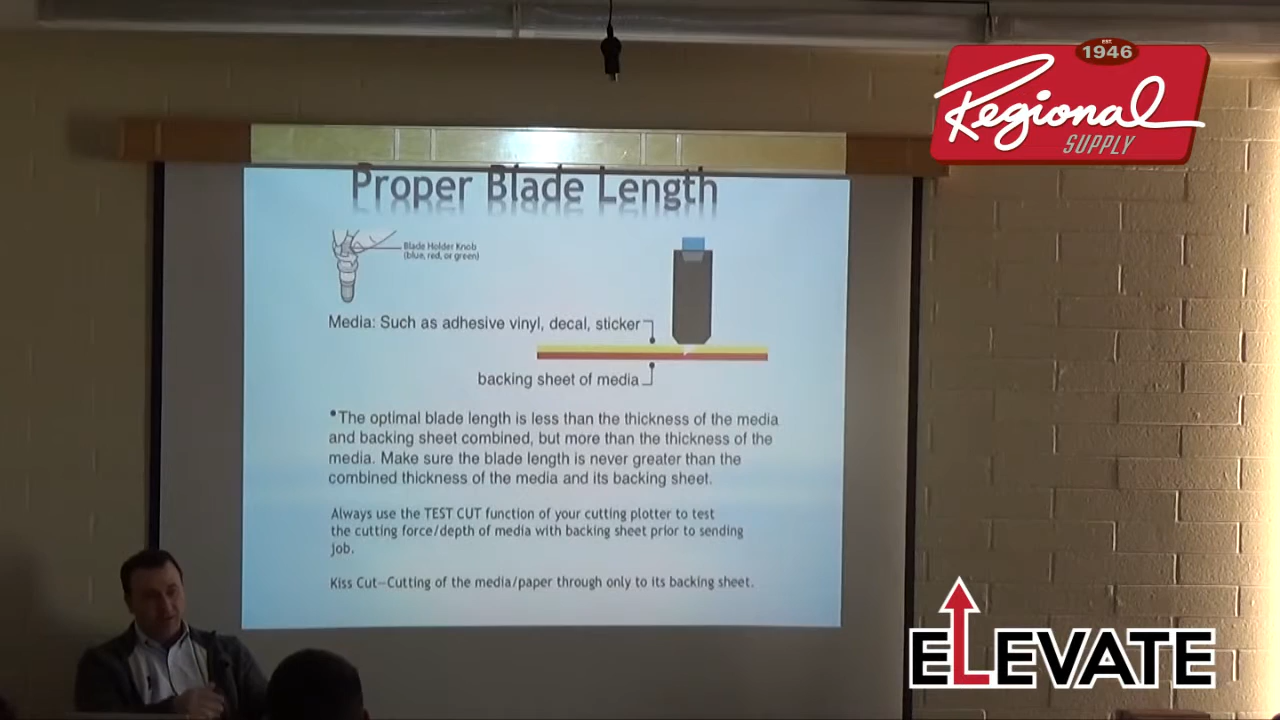 EST.
1946
Regional
SUPPLY
Proper Blade Length
Blade Holder Knob
(blue, red, or green)
Media: Such as adhesive vinyl, decal, sticker
backing sheet of media
•The optimal blade length is less than the thickness of the media
and backing sheet combined, but more than the thickness of the
media. Make sure the blade length is never greater than the
combined thickness of the media and its backing sheet.
Always use the TEST CUT function of your cutting plotter to test
the cutting force/depth of media with backing sheet prior to sending
job.
Kiss Cut—Cutting of the media/paper through only to its backing sheet.
ELEVATE